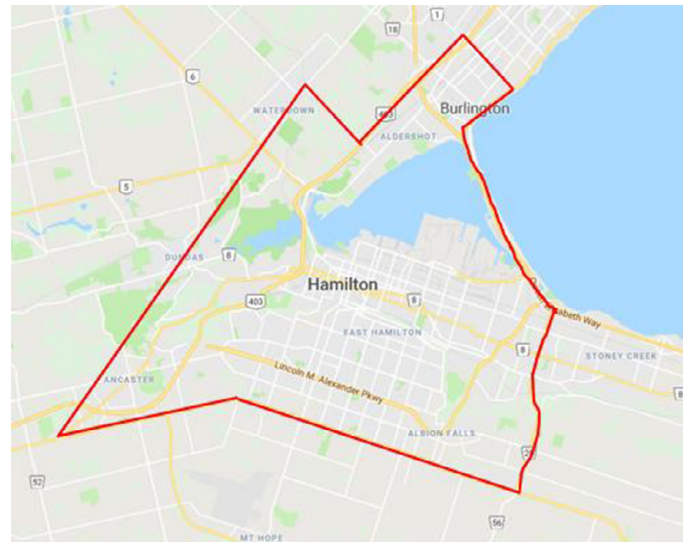 1
18
6
WATERDOWN
403
Burlington
ALDERSHOT
5
8
DUNDAS
403
Hamilton
8
Queen Elizabeth Way
EAST HAMILTON
8
STONEY CREEK
Lincoln M. Alexander Pkwy
ANCASTER
8
ALBION FALLS
20
52
56
MT HOPE